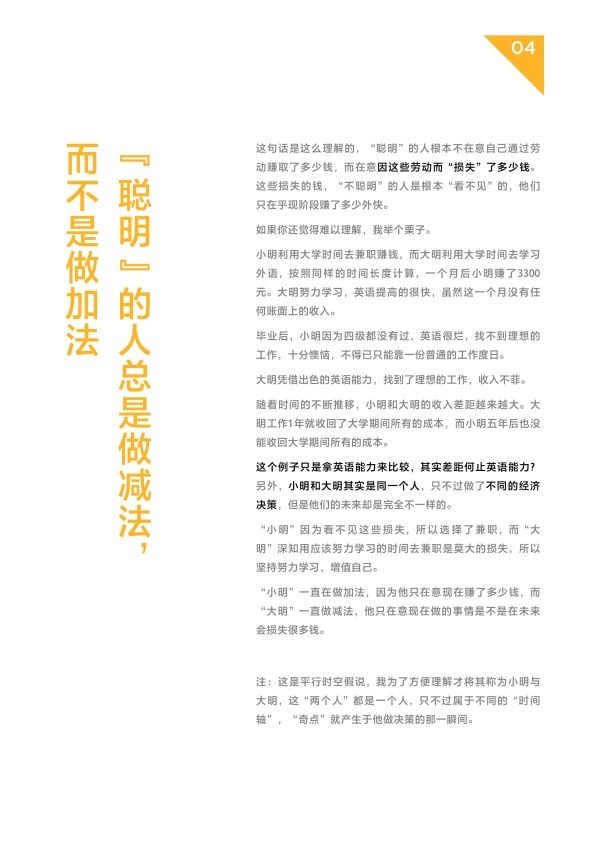 04
『聪明』的人总是做减法，
而不是做加法
这句话是这么理解的，“聪明”的人根本不在意自己通过劳
动赚取了多少钱，而在意因这些劳动而“损失”了多少钱。
这些损失的钱，“不聪明”的人是根本“看不见”的，他们
只在乎现阶段赚了多少外快。
如果你还觉得难以理解，我举个栗子。
小明利用大学时间去兼职赚钱，而大明利用大学时间去学习
外语，按照同样的时间长度计算，一个月后小明赚了3300
元。大明努力学习，英语提高的很快，虽然这一个月没有任
何账面上的收入。
毕业后，小明因为四级都没有过，英语很烂，找不到理想的
工作，十分懊恼，不得已只能靠一份普通的工作度日。
大明凭借出色的英语能力，找到了理想的工作，收入不菲。
随着时间的不断推移，小明和大明的收入差距越来越大。大
明工作1年就收回了大学期间所有的成本，而小明五年后也没
能收回大学期间所有的成本。
这个例子只是拿英语能力来比较，其实差距何止英语能力？
另外，小明和大明其实是同一个人，只不过做了不同的经济
决策，但是他们的未来却是完全不一样的。
“小明”因为看不见这些损失，所以选择了兼职，而“大
明”深知用应该努力学习的时间去兼职是莫大的损失，所以
坚持努力学习，增值自己。
“小明”一直在做加法，因为他只在意现在赚了多少钱，而
“大明”一直做减法，他只在意现在做的事情是不是在未来
会损失很多钱。
注：这是平行时空假说，我为了方便理解才将其称为小明与
大明，这“两个人”都是一个人，只不过属于不同的“时间
轴”，“奇点”就产生于他做决策的那一瞬间。